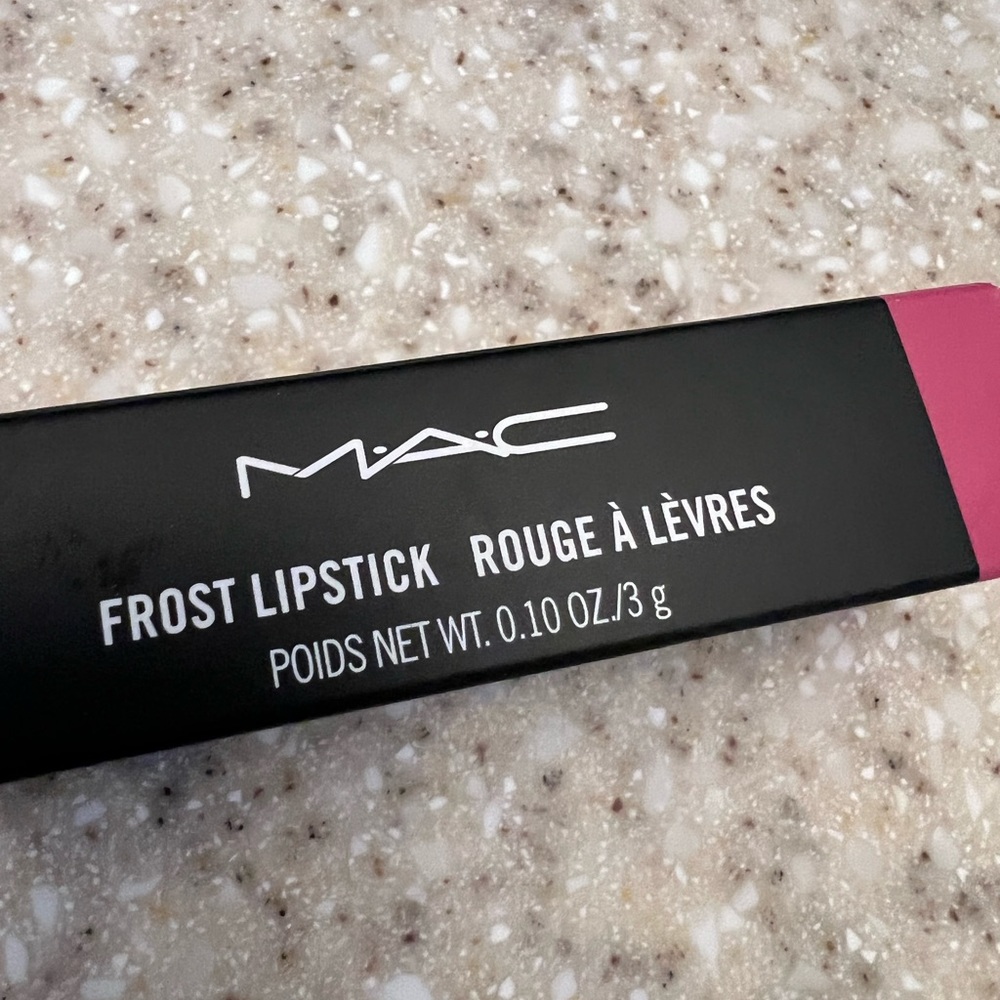 M·A·C
FROST LIPSTICK ROUGE À LÈVRES
POIDS NET WT. 0.10 OZ./3 g